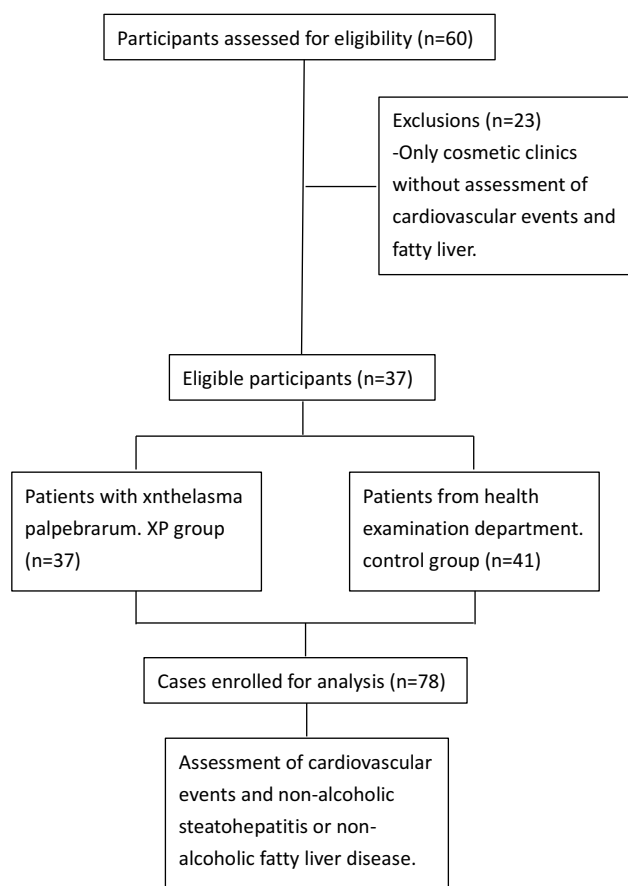 Participants assessed for eligibility (n=60)
Exclusions (n=23)
-Only cosmetic clinics
without assessment of
cardiovascular events and
fatty liver.
Eligible participants (n=37)
Patients with xnthelasma
palpebrarum. XP group
(n=37)
Patients from health
examination department.
control group (n=41)
Cases enrolled for analysis (n=78)
Assessment of cardiovascular
events and non-alcoholic
steatohepatitis or non-
alcoholic fatty liver disease.